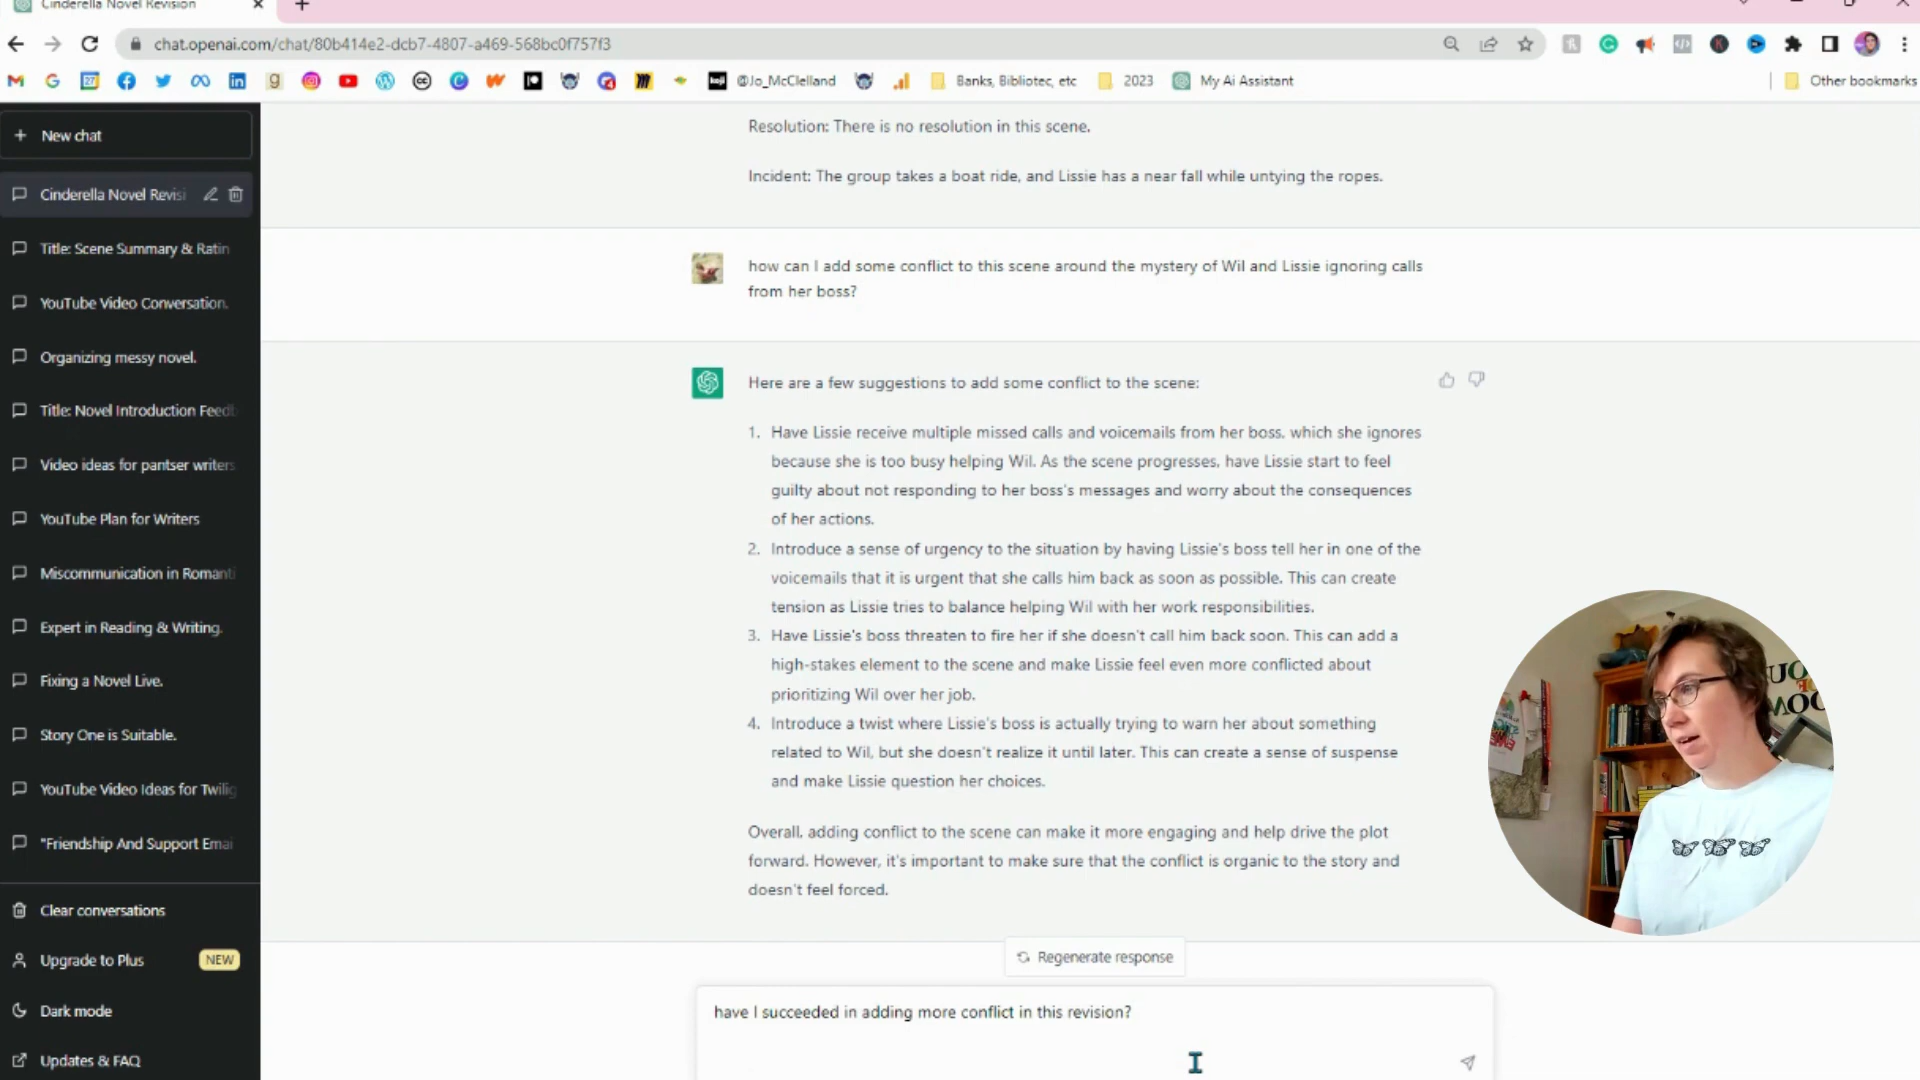 Cinderella Novel Revision
chat.openai.com/chat/80b414e2-dcb7-4807-a469-568bc0f757f3
@Jo_McClelland
Banks, Bibliotec, etc
2023
My Ai Assistant
Other bookmarks
New chat
Cinderella Novel Revisi
Title: Scene Summary & Ratin
YouTube Video Conversation.
Organizing messy novel.
Title: Novel Introduction Feedb
Video ideas for pantser writers
YouTube Plan for Writers
Miscommunication in Romanti
Expert in Reading & Writing.
Fixing a Novel Live.
Story One is Suitable.
YouTube Video Ideas for Twilig
"Friendship And Support Emai
Clear conversations
Upgrade to Plus NEW
Dark mode
Updates & FAQ
Resolution: There is no resolution in this scene.
Incident: The group takes a boat ride, and Lissie has a near fall while untying the ropes.
how can I add some conflict to this scene around the mystery of Wil and Lissie ignoring calls
from her boss?
Here are a few suggestions to add some conflict to the scene:
1. Have Lissie receive multiple missed calls and voicemails from her boss, which she ignores
because she is too busy helping Wil. As the scene progresses, have Lissie start to feel
guilty about not responding to her boss's messages and worry about the consequences
of her actions.
2. Introduce a sense of urgency to the situation by having Lissie's boss tell her in one of the
voicemails that it is urgent that she calls him back as soon as possible. This can create
tension as Lissie tries to balance helping Wil with her work responsibilities.
3. Have Lissie's boss threaten to fire her if she doesn't call him back soon. This can add a
high-stakes element to the scene and make Lissie feel even more conflicted about
prioritizing Wil over her job.
4. Introduce a twist where Lissie's boss is actually trying to warn her about something
related to Wil, but she doesn't realize it until later. This can create a sense of suspense
and make Lissie question her choices.
Overall, adding conflict to the scene can make it more engaging and help drive the plot
forward. However, it's important to make sure that the conflict is organic to the story and
doesn't feel forced.
Regenerate response
have I succeeded in adding more conflict in this revision?